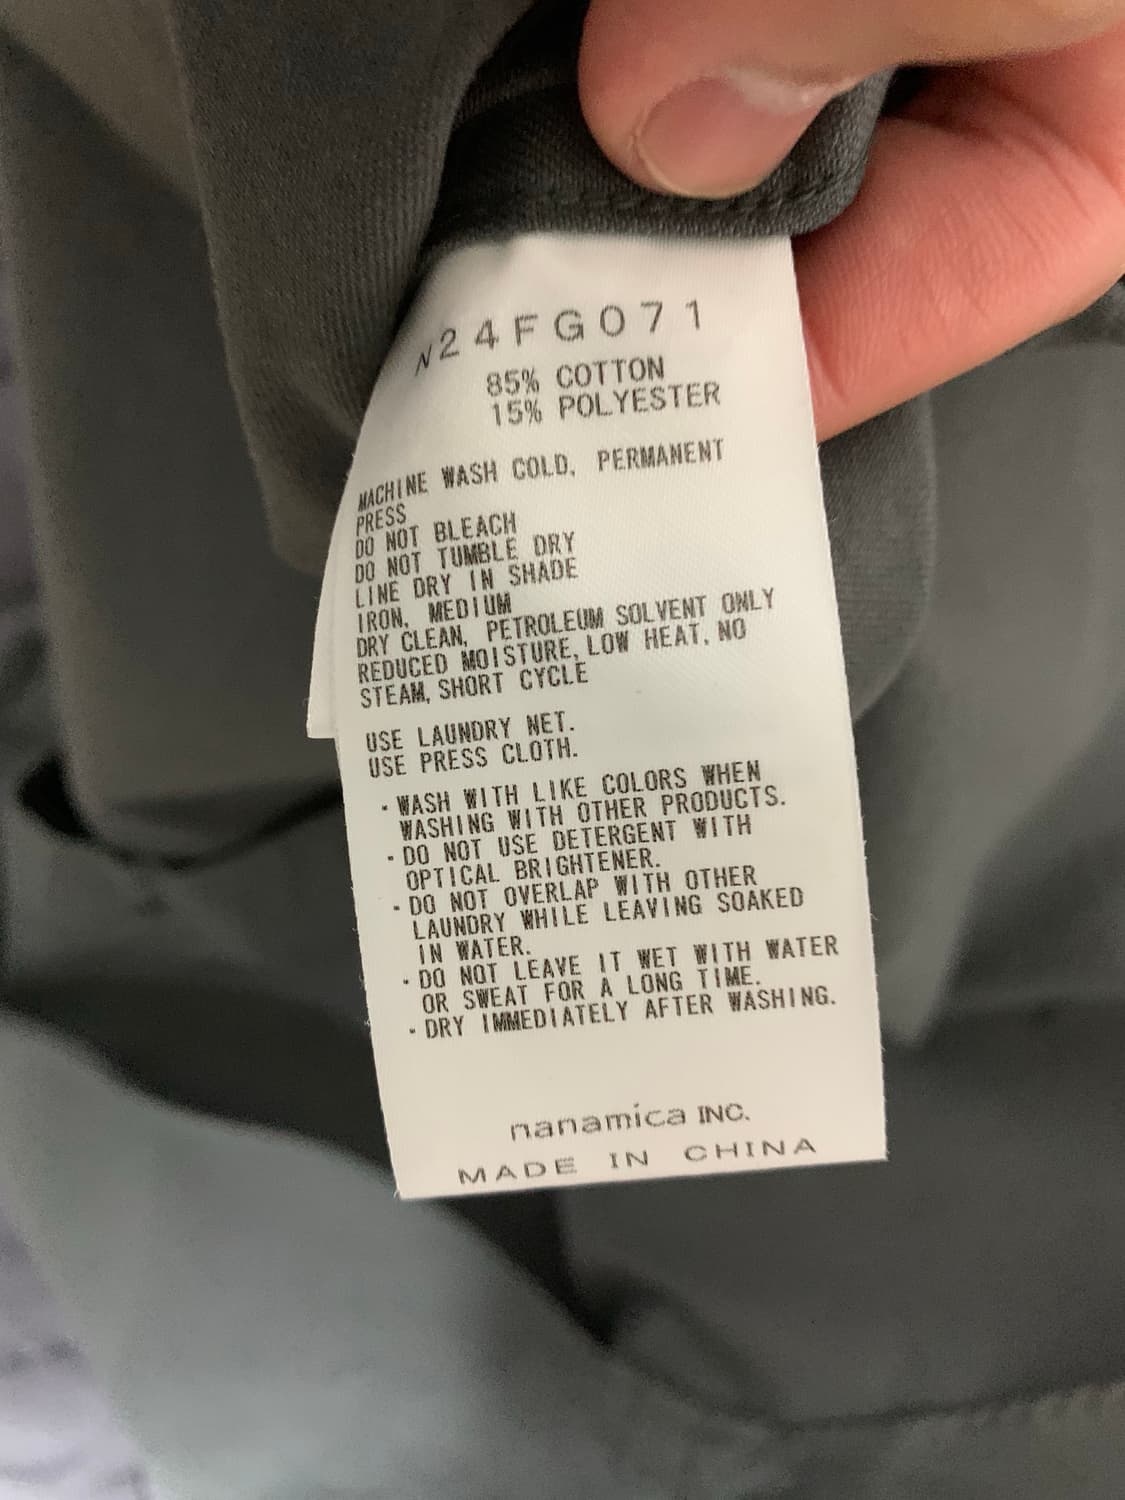 N24FG071
85% COTTON
15% POLYESTER
MACHINE WASH COLD, PERMANENT
PRESS
DO NOT BLEACH
DO NOT TUMBLE DRY
LINE DRY IN SHADE
IRON, MEDIUM
DRY CLEAN, PETROLEUM SOLVENT ONLY
REDUCED MOISTURE, LOW HEAT, NO
STEAM, SHORT CYCLE
USE LAUNDRY NET.
USE PRESS CLOTH.
・WASH WITH LIKE COLORS WHEN
WASHING WITH OTHER PRODUCTS.
・DO NOT USE DETERGENT WITH
OPTICAL BRIGHTENER.
・DO NOT OVERLAP WITH OTHER
LAUNDRY WHILE LEAVING SOAKED
IN WATER.
・DO NOT LEAVE IT WET WITH WATER
OR SWEAT FOR A LONG TIME.
・DRY IMMEDIATELY AFTER WASHING.
nanamica INC.
MADE IN CHINA